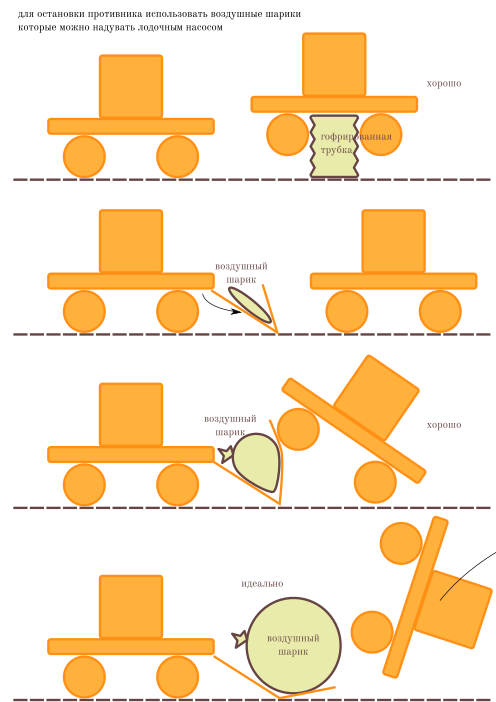 для остановки противника использовать воздушные шарики
которые можно надувать лодочным насосом
хорошо
гофрированная
трубка
воздушный
шарик
воздушный
шарик
хорошо
идеально
воздушный
шарик